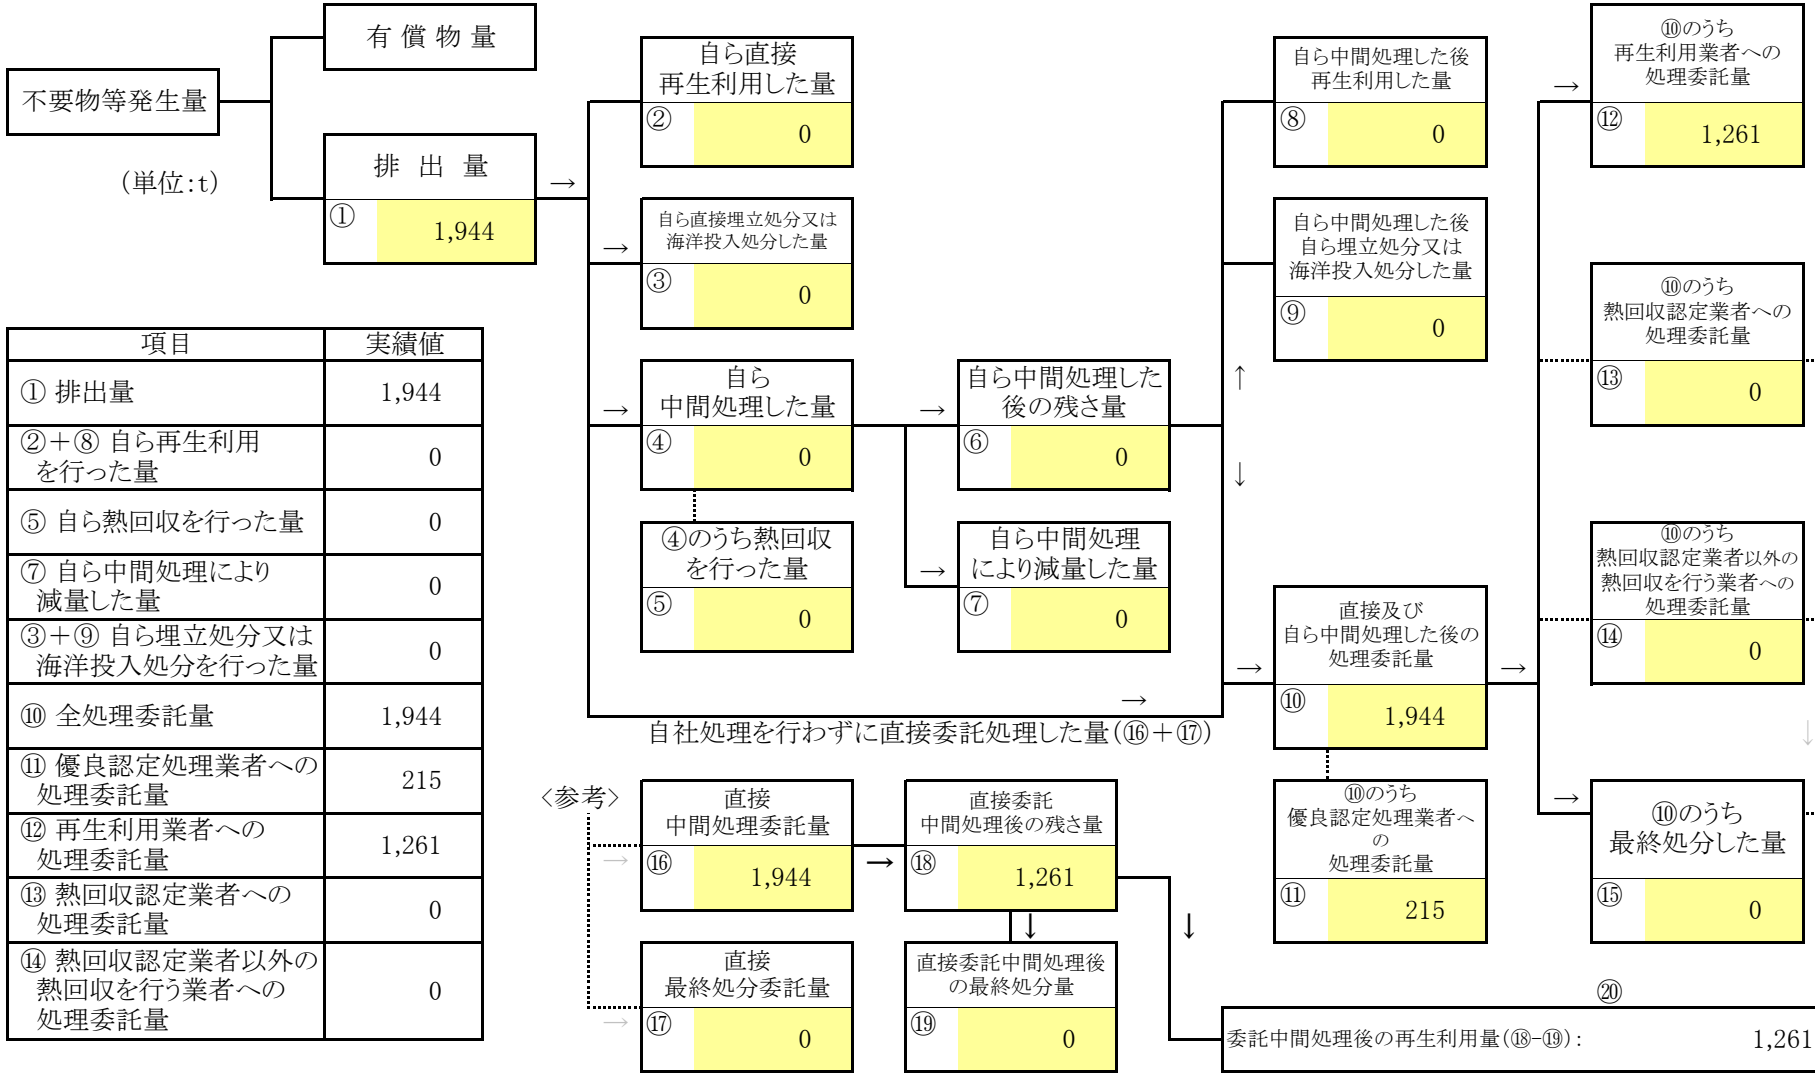 不要物等発生量
(単位:t)
有 償 物 量
排 出 量
→
① 1,944
自ら直接
再生利用した量
② 0
→
自ら直接埋立処分又は
海洋投入処分した量
③ 0
→
自ら
中間処理した量
④ 0
④のうち熱回収
を行った量
⑤ 0
→
自ら中間処理した
後の残さ量
⑥ 0
→
自ら中間処理
により減量した量
⑦ 0
自ら中間処理した後
再生利用した量
⑧ 0
自ら中間処理した後
自ら埋立処分又は
海洋投入処分した量
⑨ 0
↑
↓
→
自社処理を行わずに直接委託処理した量(⑯+⑰)
→
直接及び
自ら中間処理した後の
処理委託量
⑩ 1,944
⑩のうち
優良認定処理業者へ
の
処理委託量
⑪ 215
→
→
⑩のうち
再生利用業者への
処理委託量
⑫ 1,261
⑩のうち
熱回収認定業者への
処理委託量
⑬ 0
⑩のうち
熱回収認定業者以外の
熱回収を行う業者への
処理委託量
⑭ 0
↓
→
⑩のうち
最終処分した量
⑮ 0
項目 実績値
① 排出量 1,944
②+⑧ 自ら再生利用
を行った量 0
⑤ 自ら熱回収を行った量 0
⑦ 自ら中間処理により
減量した量 0
③+⑨ 自ら埋立処分又は
海洋投入処分を行った量 0
⑩ 全処理委託量 1,944
⑪ 優良認定処理業者への
処理委託量 215
⑫ 再生利用業者への
処理委託量 1,261
⑬ 熱回収認定業者への
処理委託量 0
⑭ 熱回収認定業者以外の
熱回収を行う業者への
処理委託量 0
〈参考〉
→
直接
中間処理委託量
⑯ 1,944
→
直接
最終処分委託量
⑰ 0
→
直接委託
中間処理後の残さ量
⑱ 1,261
↓
直接委託中間処理後
の最終処分量
⑲ 0
↓
⑳
委託中間処理後の再生利用量(⑱-⑲): 1,261